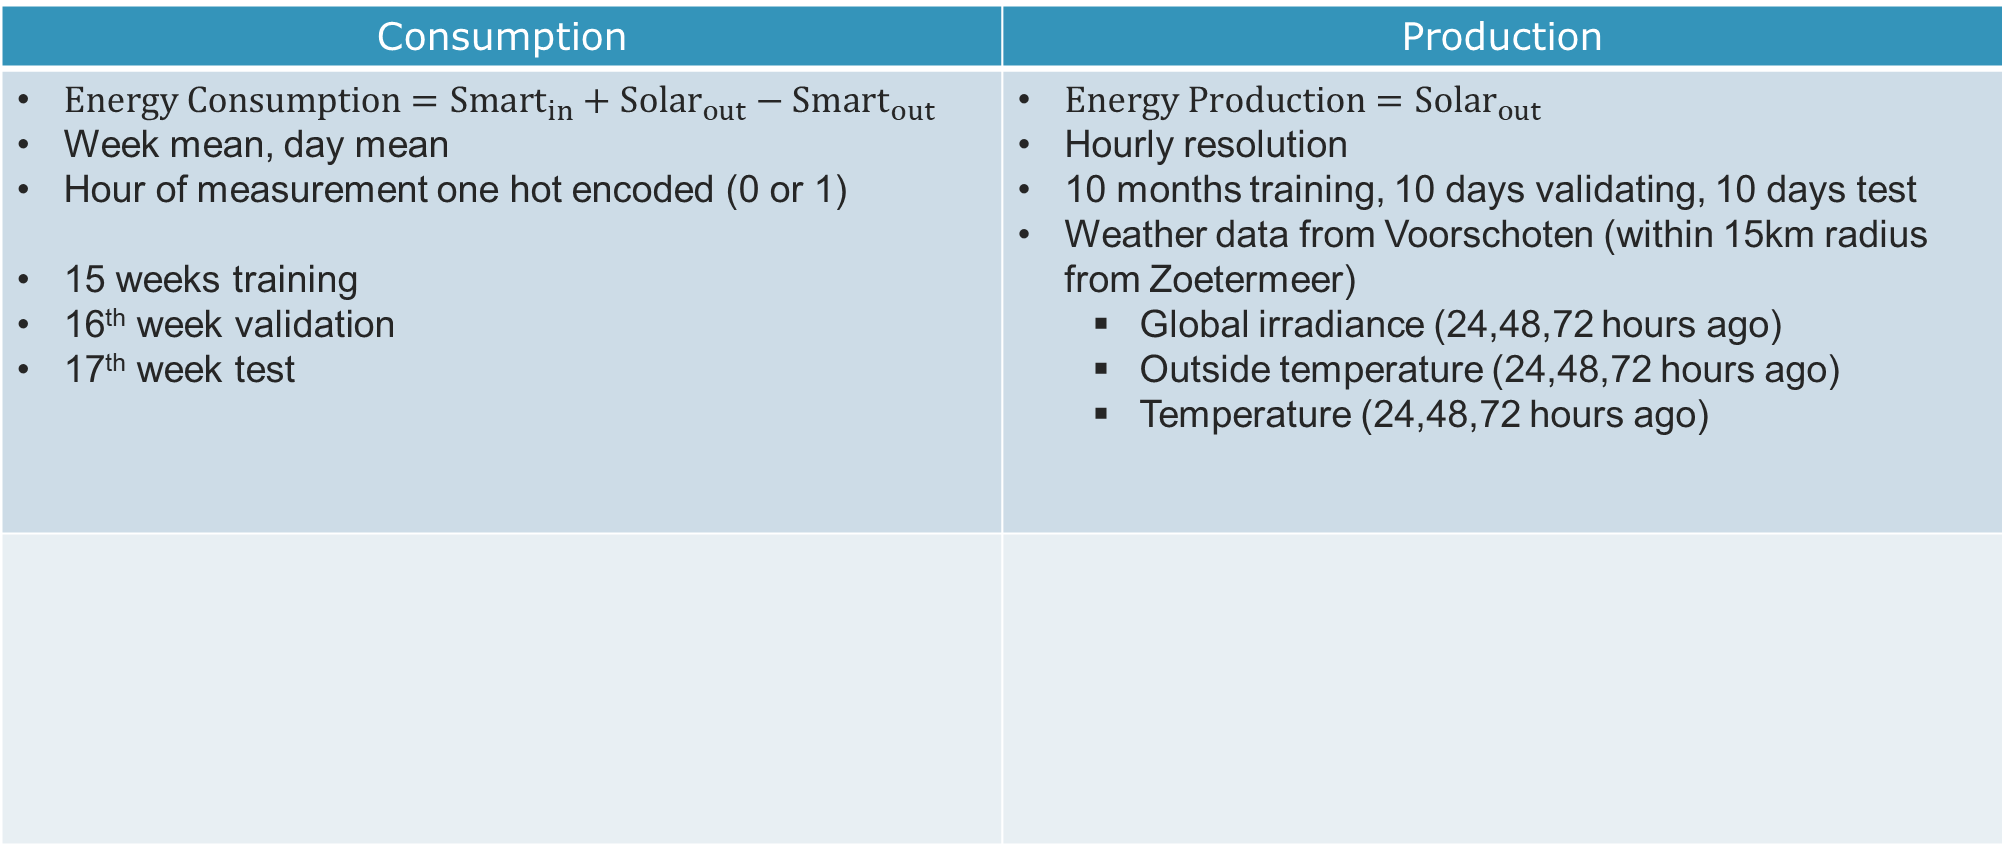 Consumption
• Energy Consumption = Smart_in + Solar_out − Smart_out
• Week mean, day mean
• Hour of measurement one hot encoded (0 or 1)
• 15 weeks training
• 16th week validation
• 17th week test
Production
• Energy Production = Solar_out
• Hourly resolution
• 10 months training, 10 days validating, 10 days test
• Weather data from Voorschoten (within 15km radius
from Zoetermeer)
▪ Global irradiance (24,48,72 hours ago)
▪ Outside temperature (24,48,72 hours ago)
▪ Temperature (24,48,72 hours ago)